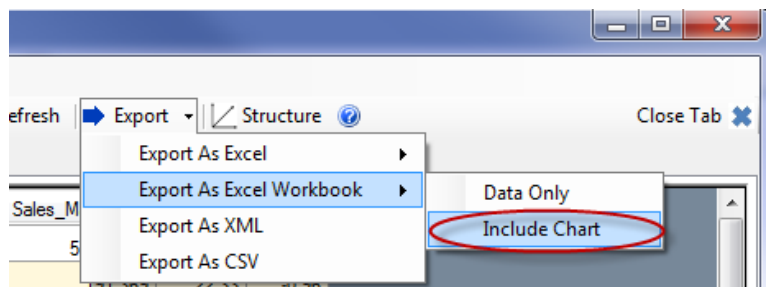 efresh Export Structure Close Tab
Export As Excel
Export As Excel Workbook Data Only
Sales_M
Export As XML Include Chart
5
Export As CSV